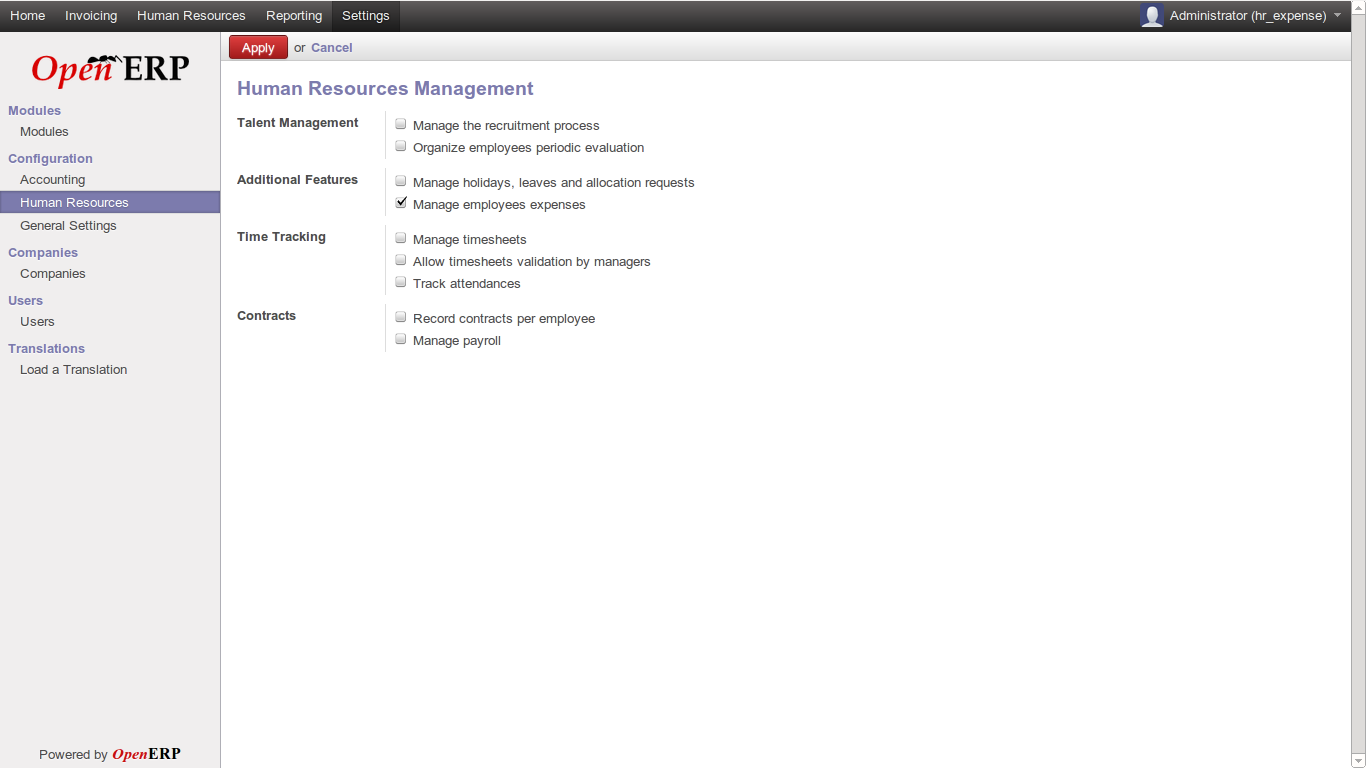 Home Invoicing Human Resources Reporting Settings Administrator (hr_expense)
Open ERP
Modules
Modules
Configuration
Accounting
Human Resources
General Settings
Companies
Companies
Users
Users
Translations
Load a Translation
Powered by OpenERP
Apply or Cancel
Human Resources Management
Talent Management
Manage the recruitment process
Organize employees periodic evaluation
Additional Features
Manage holidays, leaves and allocation requests
Manage employees expenses
Time Tracking
Manage timesheets
Allow timesheets validation by managers
Track attendances
Contracts
Record contracts per employee
Manage payroll